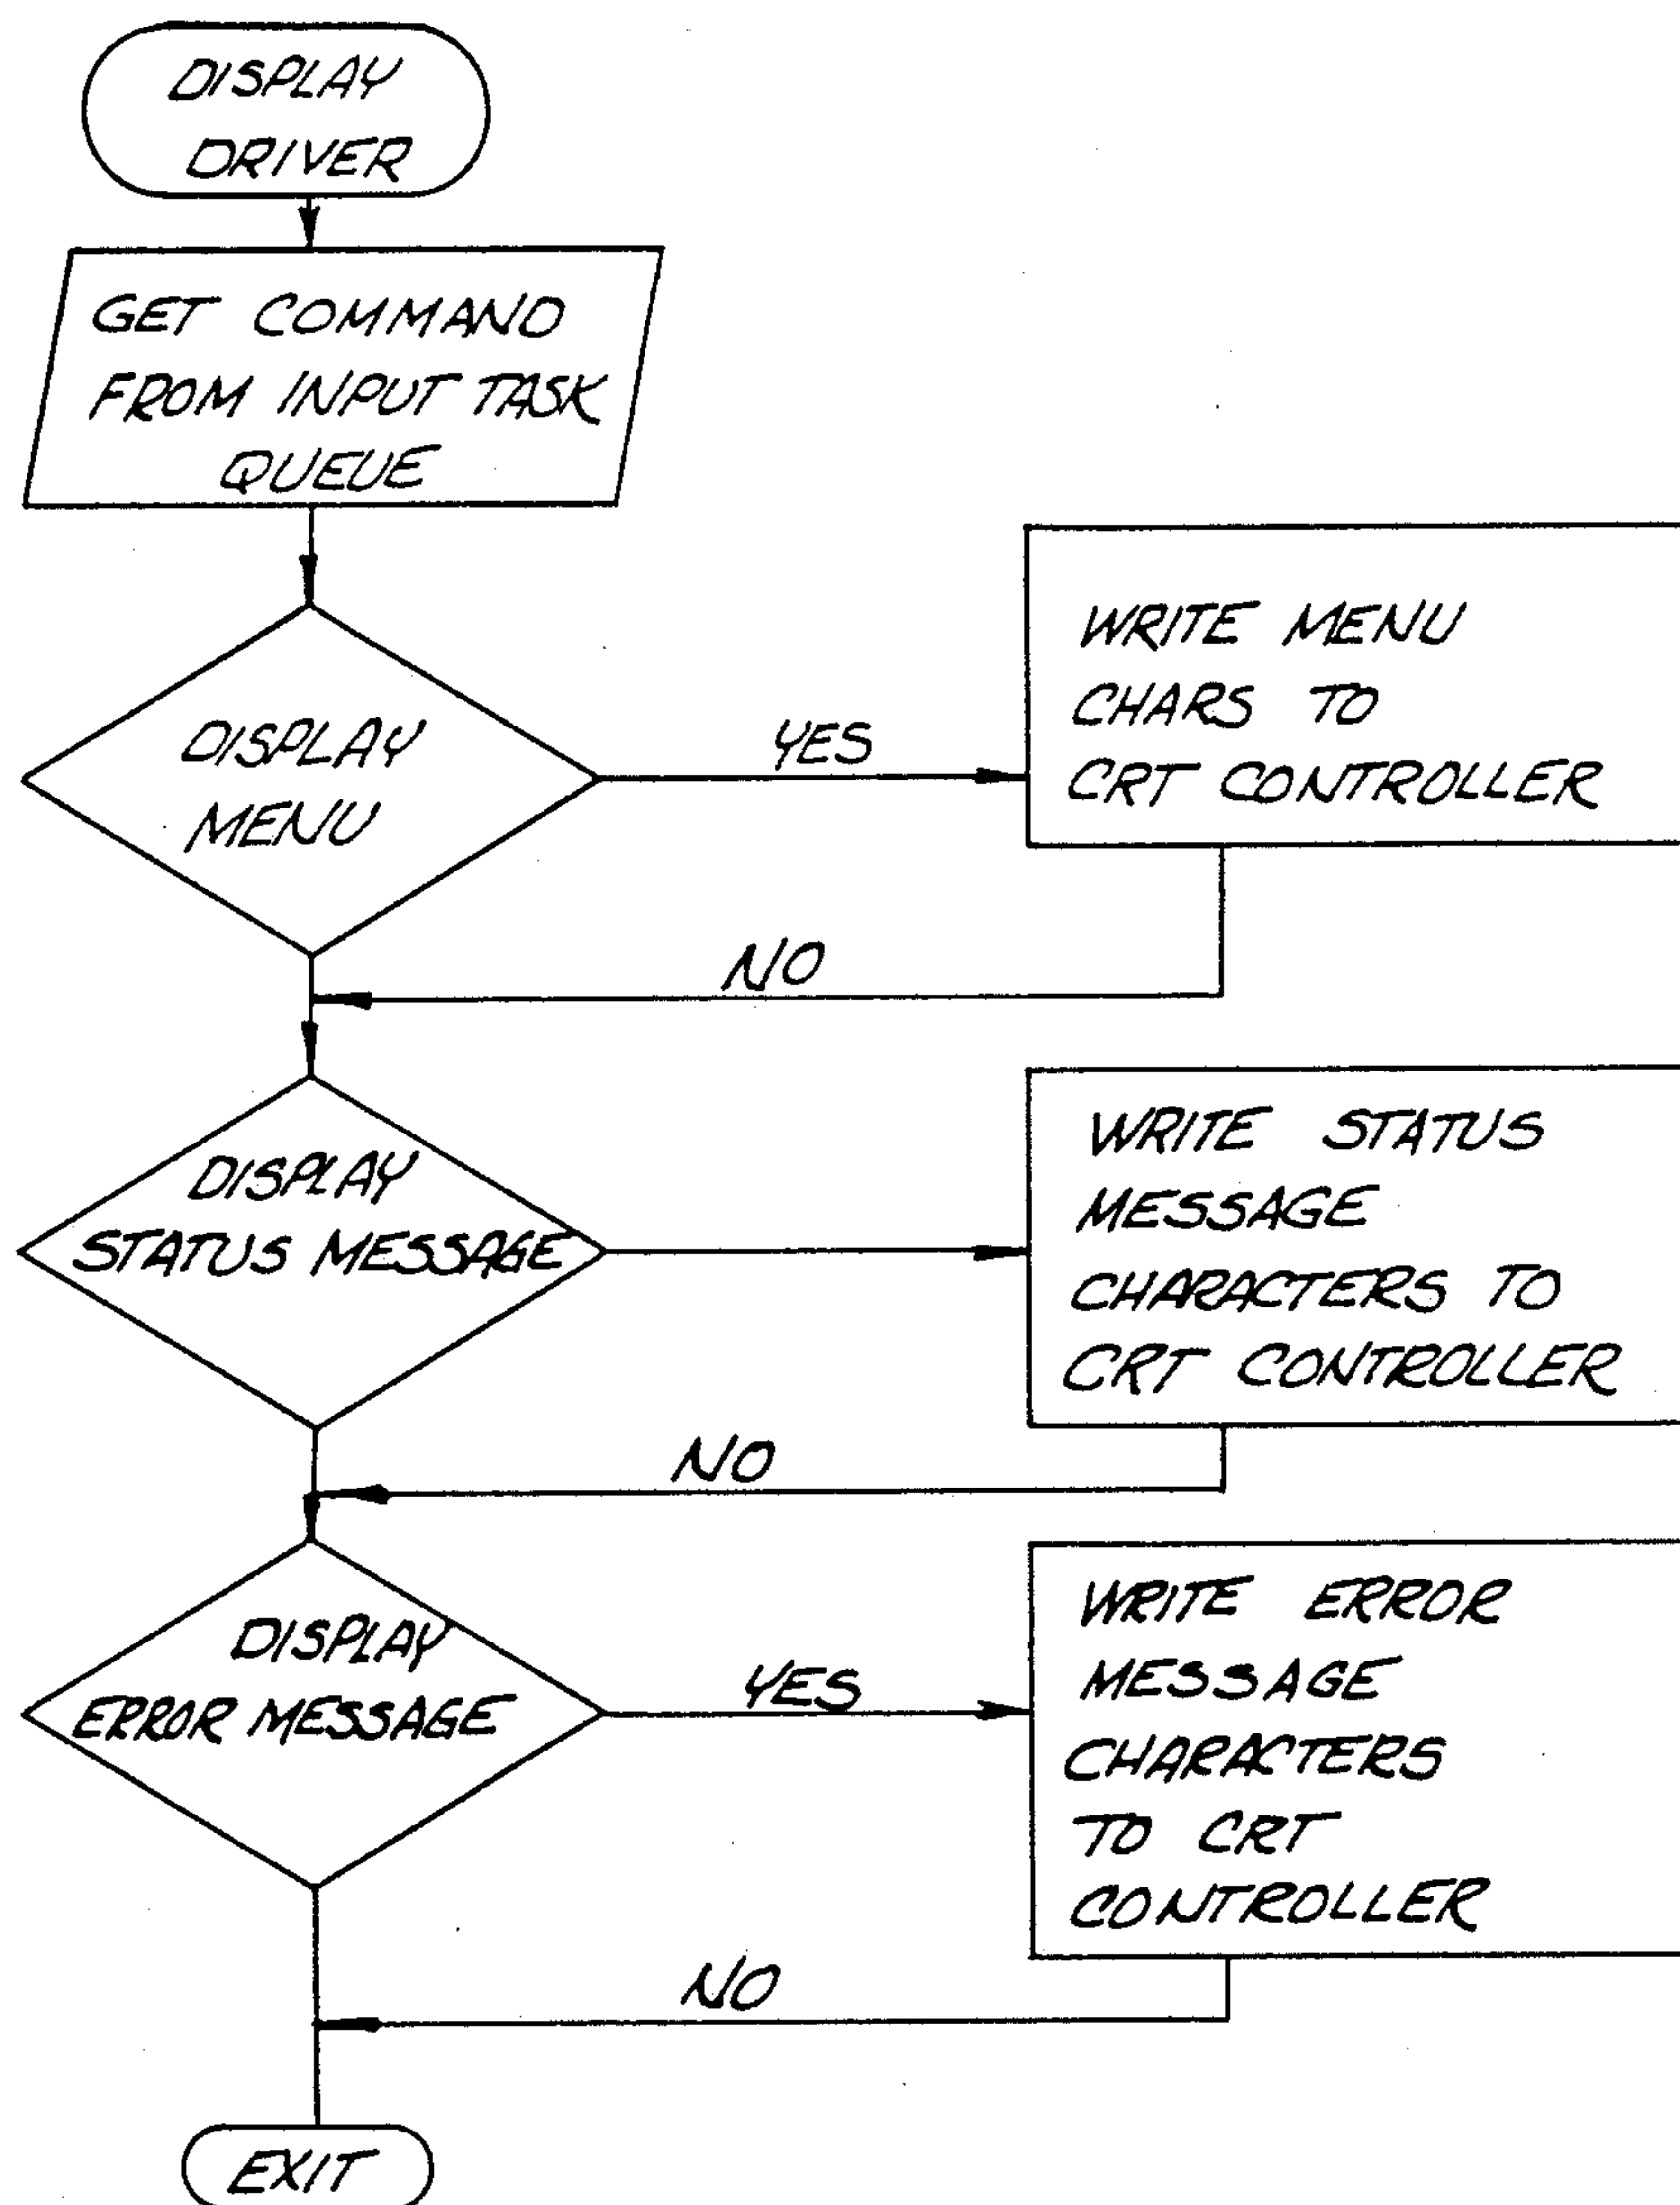 DISPLAY
DRIVER
GET COMMAND
FROM INPUT TASK
QUEUE
DISPLAY
MENU
YES
WRITE MENU
CHARS TO
CRT CONTROLLER
NO
DISPLAY
STATUS MESSAGE
WRITE STATUS
MESSAGE
CHARACTERS TO
CRT CONTROLLER
NO
DISPLAY
ERROR MESSAGE
YES
WRITE ERROR
MESSAGE
CHARACTERS
TO CRT
CONTROLLER
NO
EXIT